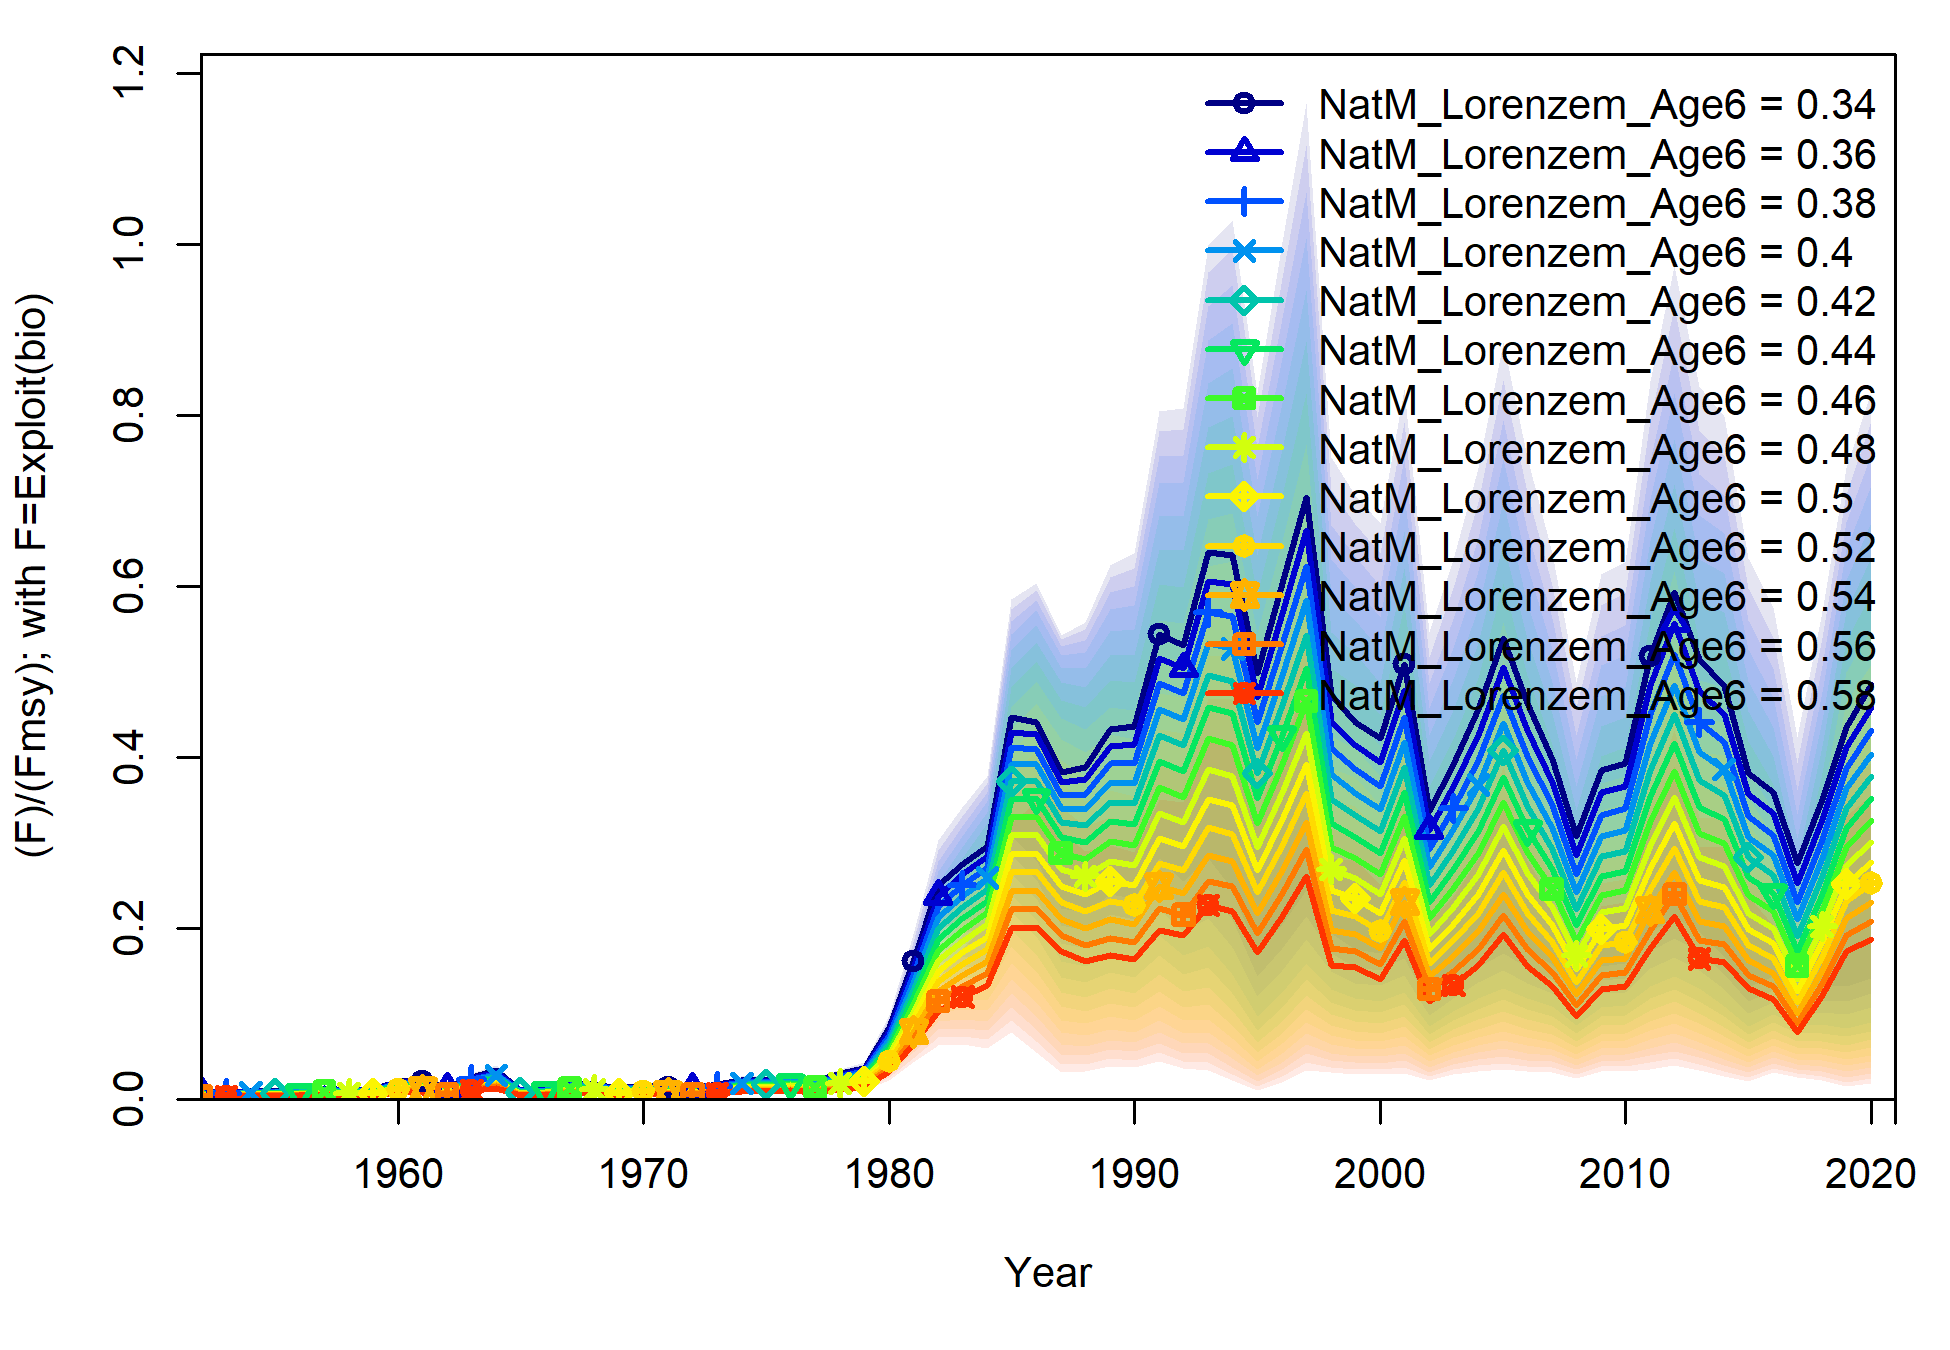 1.2
1.0
0.8
0.6
0.4
0.2
0.0
(F)/(Fmsy); with F=Exploit(bio)
NatM_Lorenzem_Age6 = 0.34
NatM_Lorenzem_Age6 = 0.36
NatM_Lorenzem_Age6 = 0.38
NatM_Lorenzem_Age6 = 0.4
NatM_Lorenzem_Age6 = 0.42
NatM_Lorenzem_Age6 = 0.44
NatM_Lorenzem_Age6 = 0.46
NatM_Lorenzem_Age6 = 0.48
NatM_Lorenzem_Age6 = 0.5
NatM_Lorenzem_Age6 = 0.52
NatM_Lorenzem_Age6 = 0.54
NatM_Lorenzem_Age6 = 0.56
NatM_Lorenzem_Age6 = 0.58
1960 1970 1980 1990 2000 2010 2020
Year